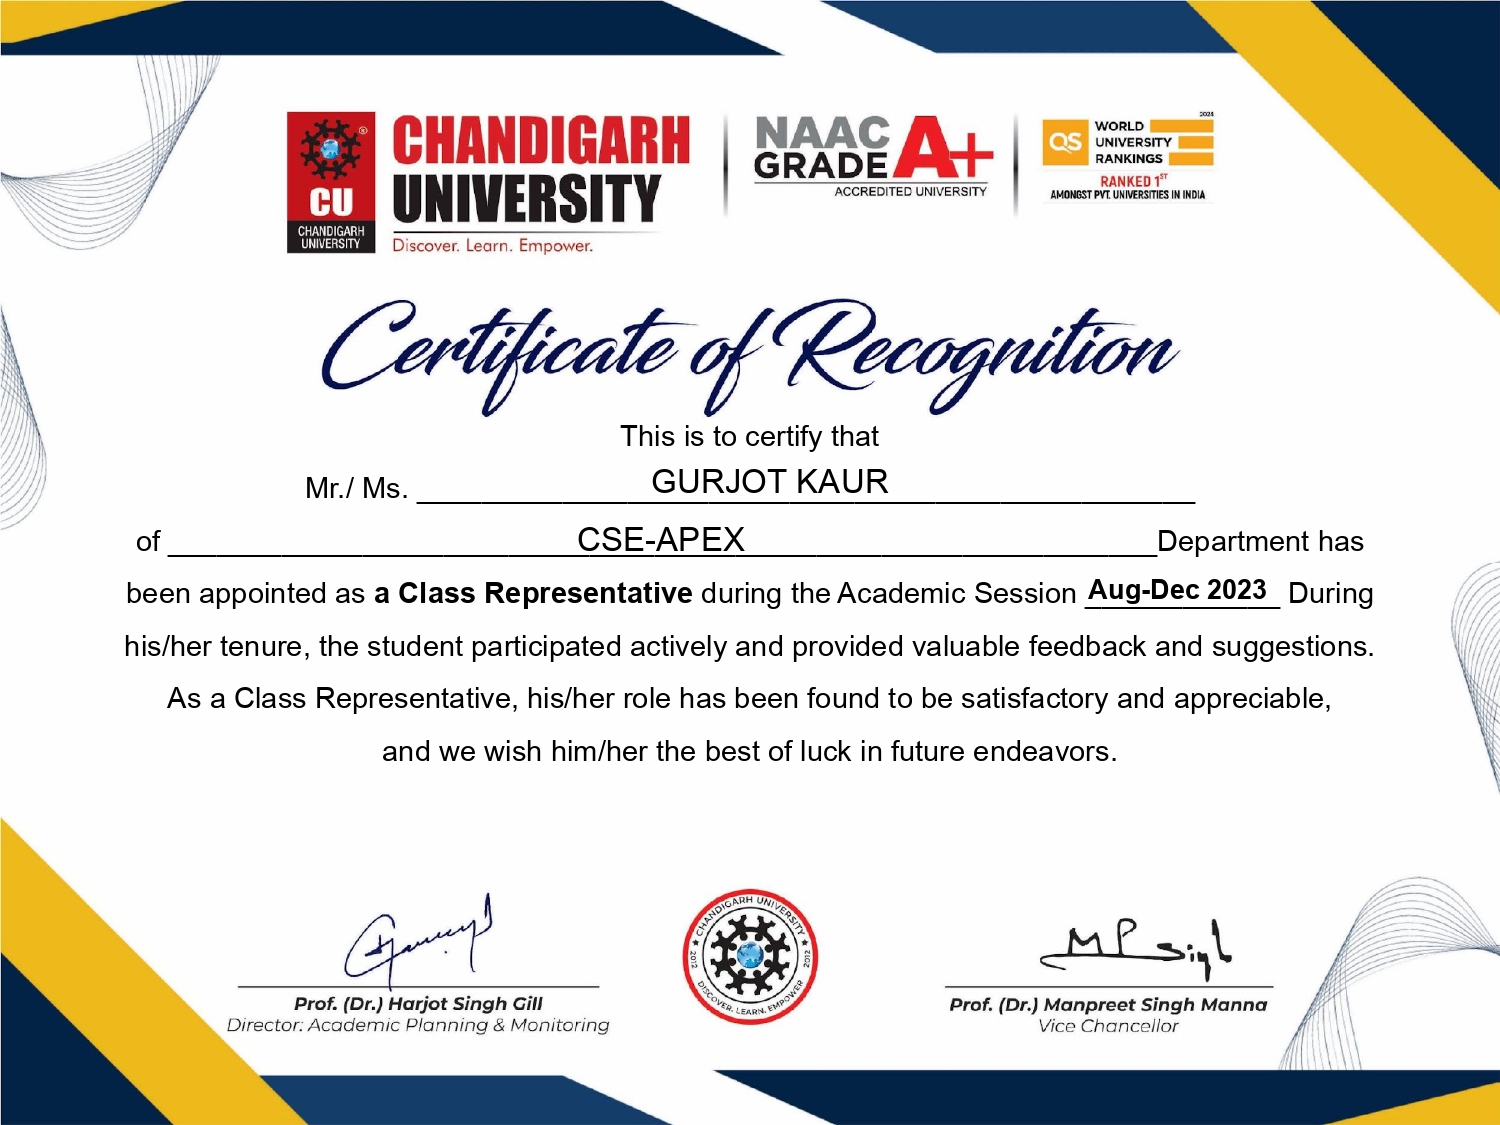 CU
CHANDIGARH
UNIVERSITY
CHANDIGARH
UNIVERSITY
Discover. Learn. Empower.
NAAC
GRADE A+
ACCREDITED UNIVERSITY
2024
QS WORLD
UNIVERSITY
RANKINGS
RANKED 1ST
AMONGST PVT. UNIVERSITIES IN INDIA
Certificate of Recognition
This is to certify that
Mr./ Ms. GURJOT KAUR
of CSE-APEX Department has
been appointed as a Class Representative during the Academic Session Aug-Dec 2023 During
his/her tenure, the student participated actively and provided valuable feedback and suggestions.
As a Class Representative, his/her role has been found to be satisfactory and appreciable,
and we wish him/her the best of luck in future endeavors.
Prof. (Dr.) Harjot Singh Gill
Director: Academic Planning & Monitoring
CHANDIGARH UNIVERSITY
2012
2012
DISCOVER. LEARN. EMPOWER
MP Singh
Prof. (Dr.) Manpreet Singh Manna
Vice Chancellor